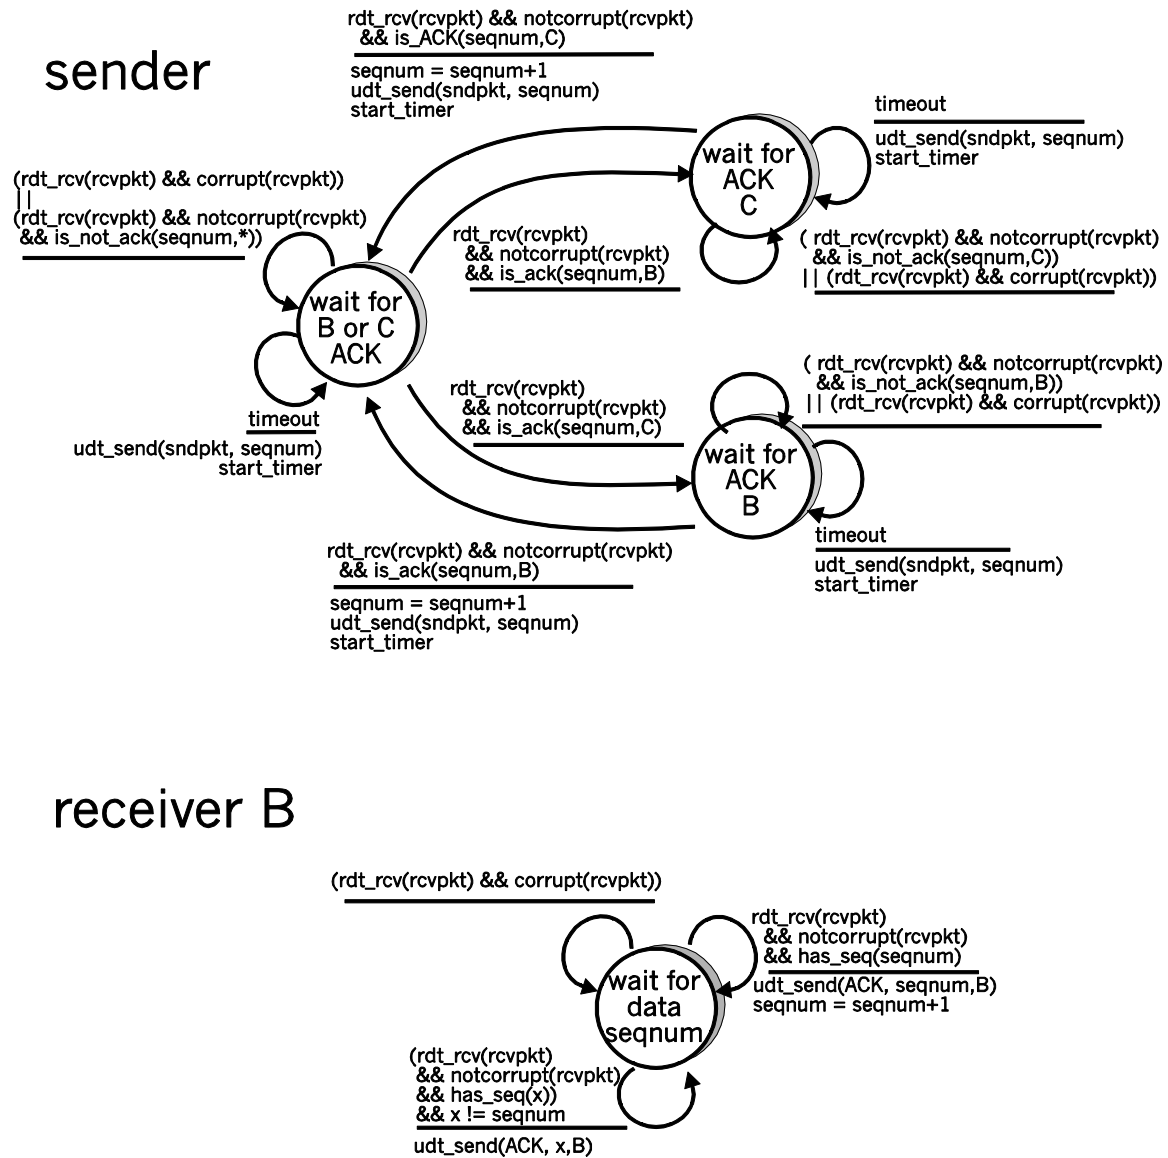 sender
rdt_rcv(rcvpkt) && notcorrupt(rcvpkt)
&& is_ACK(seqnum,C)
seqnum = seqnum+1
udt_send(sndpkt, seqnum)
start_timer
timeout
udt_send(sndpkt, seqnum)
start_timer
wait for
ACK
C
(rdt_rcv(rcvpkt) && corrupt(rcvpkt))
||
(rdt_rcv(rcvpkt) && notcorrupt(rcvpkt)
&& is_not_ack(seqnum,*))
rdt_rcv(rcvpkt)
&& notcorrupt(rcvpkt)
&& is_ack(seqnum,B)
( rdt_rcv(rcvpkt) && notcorrupt(rcvpkt)
&& is_not_ack(seqnum,C))
|| (rdt_rcv(rcvpkt) && corrupt(rcvpkt))
wait for
B or C
ACK
timeout
udt_send(sndpkt, seqnum)
start_timer
rdt_rcv(rcvpkt)
&& notcorrupt(rcvpkt)
&& is_ack(seqnum,C)
( rdt_rcv(rcvpkt) && notcorrupt(rcvpkt)
&& is_not_ack(seqnum,B))
|| (rdt_rcv(rcvpkt) && corrupt(rcvpkt))
wait for
ACK
B
timeout
udt_send(sndpkt, seqnum)
start_timer
rdt_rcv(rcvpkt) && notcorrupt(rcvpkt)
&& is_ack(seqnum,B)
seqnum = seqnum+1
udt_send(sndpkt, seqnum)
start_timer
receiver B
(rdt_rcv(rcvpkt) && corrupt(rcvpkt))
rdt_rcv(rcvpkt)
&& notcorrupt(rcvpkt)
&& has_seq(seqnum)
udt_send(ACK, seqnum,B)
seqnum = seqnum+1
wait for
data
seqnum
(rdt_rcv(rcvpkt)
&& notcorrupt(rcvpkt)
&& has_seq(x))
&& x != seqnum
udt_send(ACK, x,B)